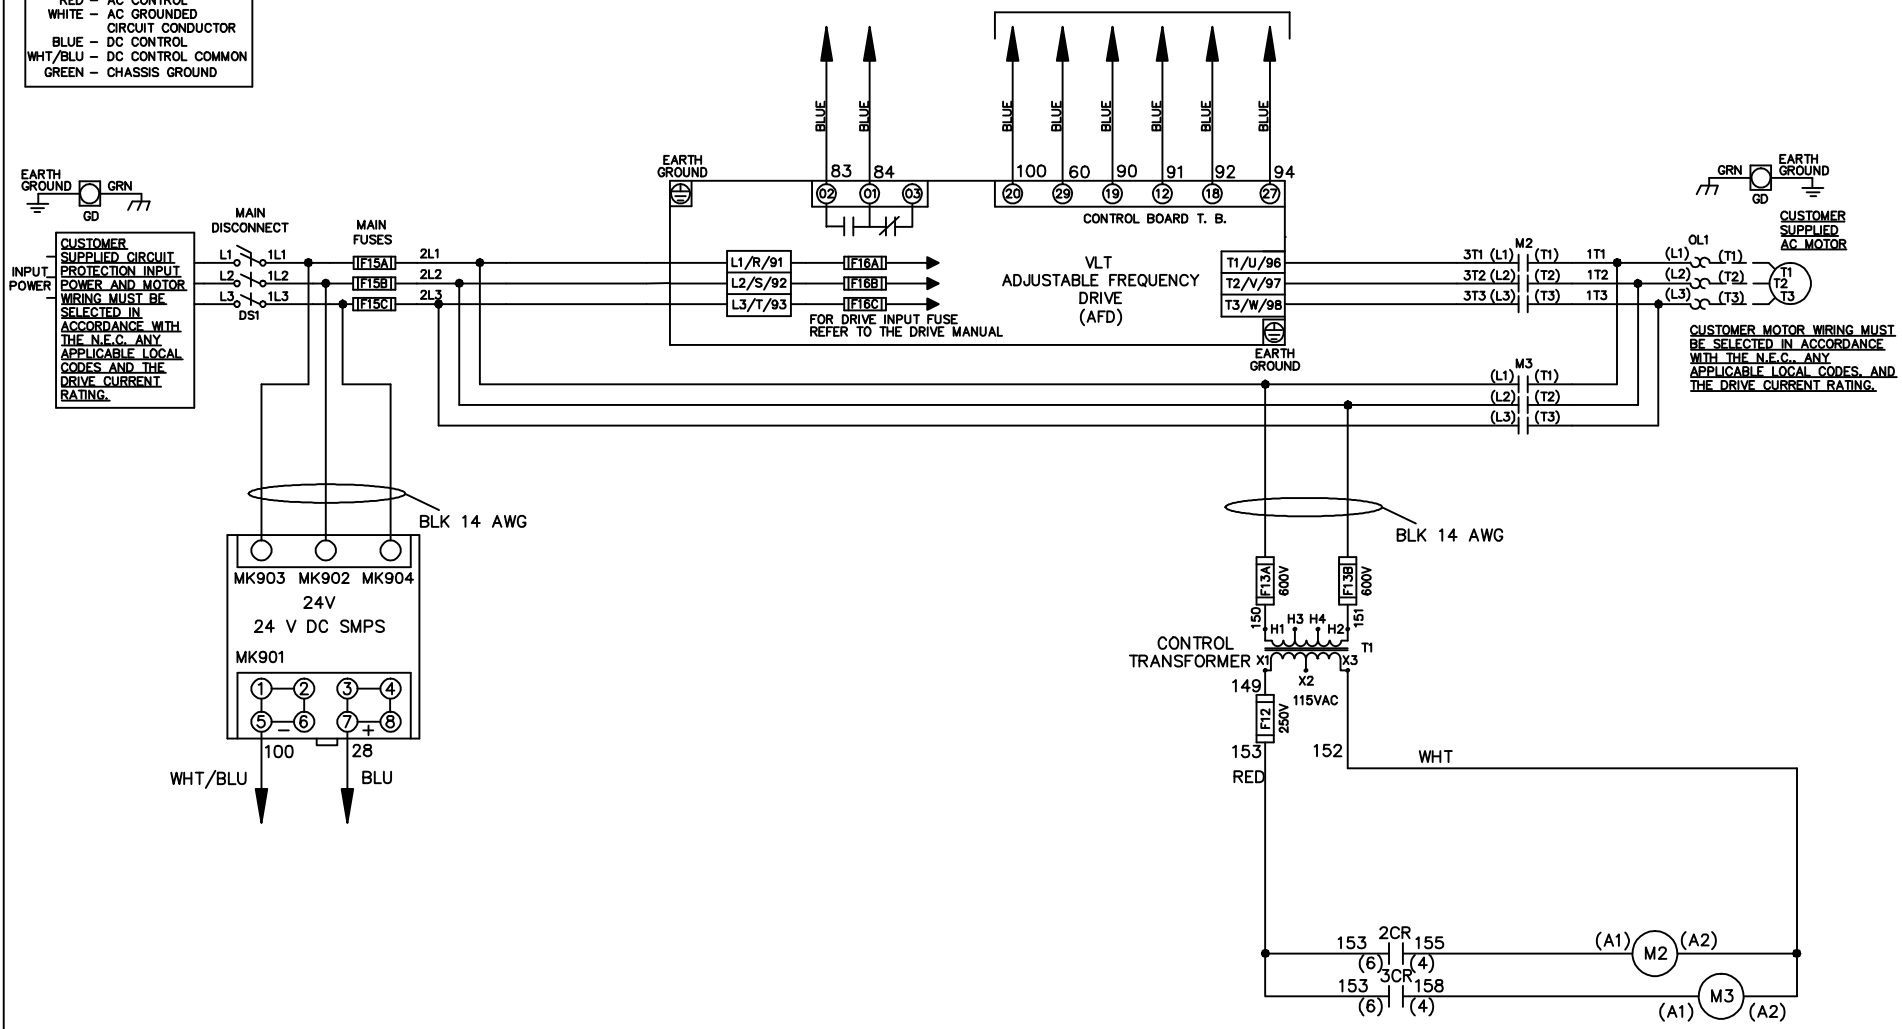 RED - AC CONTROL
WHITE - AC GROUNDED
CIRCUIT CONDUCTOR
BLUE - DC CONTROL
WHT/BLU - DC CONTROL COMMON
GREEN - CHASSIS GROUND
BLUE
BLUE
BLUE
BLUE
BLUE
BLUE
BLUE
BLUE
EARTH
GROUND
GRN
GD
EARTH
GROUND
83
84
100
60
90
91
92
94
02
01
03
20
29
19
12
18
27
CONTROL BOARD T. B.
GRN
EARTH
GROUND
GD
CUSTOMER
SUPPLIED
AC MOTOR
INPUT
POWER
CUSTOMER
SUPPLIED CIRCUIT
PROTECTION INPUT
POWER AND MOTOR
WIRING MUST BE
SELECTED IN
ACCORDANCE WITH
THE N.E.C. ANY
APPLICABLE LOCAL
CODES AND THE
DRIVE CURRENT
RATING.
MAIN
DISCONNECT
L1
1L1
L2
1L2
L3
1L3
DS1
MAIN
FUSES
F15A
F15B
F15C
2L1
2L2
2L3
L1/R/91
L2/S/92
L3/T/93
F16A
F16B
F16C
FOR DRIVE INPUT FUSE
REFER TO THE DRIVE MANUAL
VLT
ADJUSTABLE FREQUENCY
DRIVE
(AFD)
T1/U/96
T2/V/97
T3/W/98
EARTH
GROUND
M2
3T1 (L1) (T1) 1T1
3T2 (L2) (T2) 1T2
3T3 (L3) (T3) 1T3
OL1
(L1) (T1)
(L2) (T2)
(L3) (T3)
T1
T2
T3
CUSTOMER MOTOR WIRING MUST
BE SELECTED IN ACCORDANCE
WITH THE N.E.C., ANY
APPLICABLE LOCAL CODES, AND
THE DRIVE CURRENT RATING.
M3
(L1) (T1)
(L2) (T2)
(L3) (T3)
BLK 14 AWG
MK903 MK902 MK904
24V
24 V DC SMPS
MK901
1 2 3 4
5 6 7 8
- +
100
28
WHT/BLU
BLU
BLK 14 AWG
F13A
600V
F13B
600V
150
151
H1 H3 H4 H2
CONTROL
TRANSFORMER
T1
X1
X3
X2
115VAC
149
F12
250V
153
RED
152
WHT
2CR
153
155
(6)
(4)
(A1)
M2
(A2)
3CR
153
158
(6)
(4)
(A1)
M3
(A2)